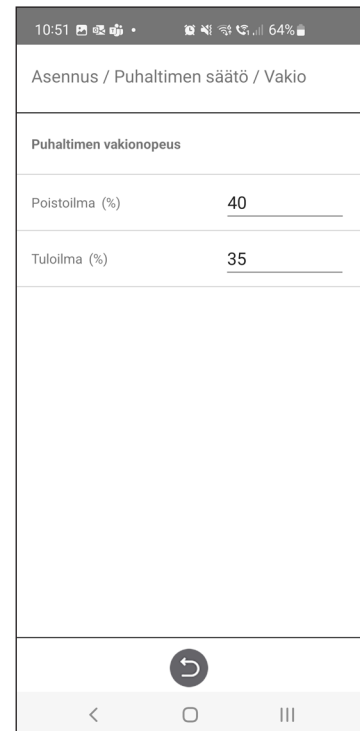 10:51 64%
Asennus / Puhaltimen säätö / Vakio
Puhaltimen vakionopeus
Poistoilma (%) 40
Tuloilma (%) 35